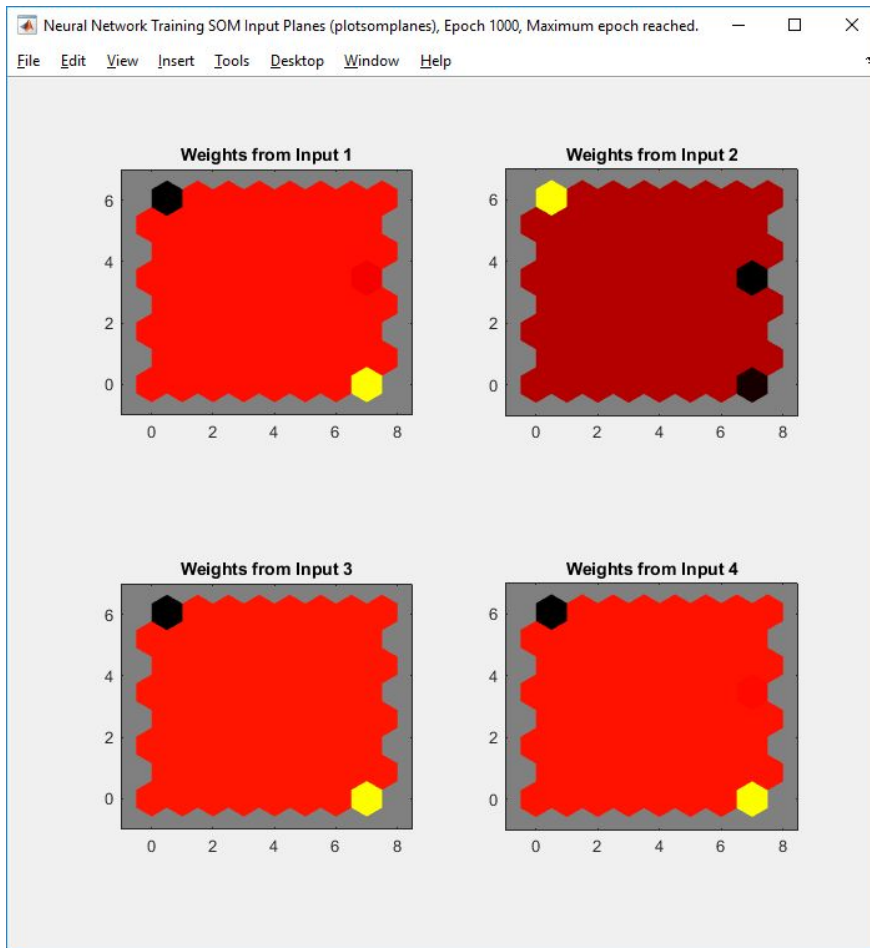 Neural Network Training SOM Input Planes (plotsomplanes), Epoch 1000, Maximum epoch reached.
File Edit View Insert Tools Desktop Window Help
Weights from Input 1
6
4
2
0
0 2 4 6 8
Weights from Input 2
6
4
2
0
0 2 4 6 8
Weights from Input 3
6
4
2
0
0 2 4 6 8
Weights from Input 4
6
4
2
0
0 2 4 6 8